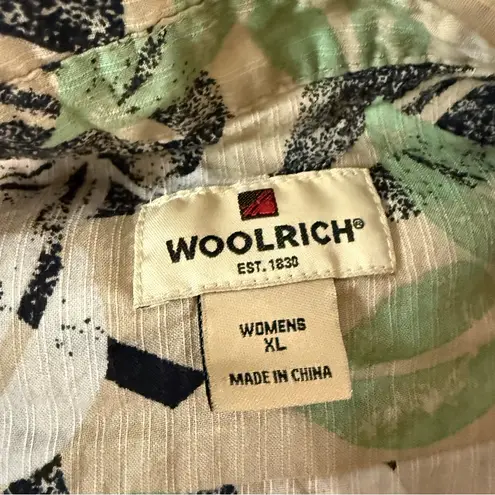 WOOLRICH®
EST. 1830
WOMENS
XL
MADE IN CHINA